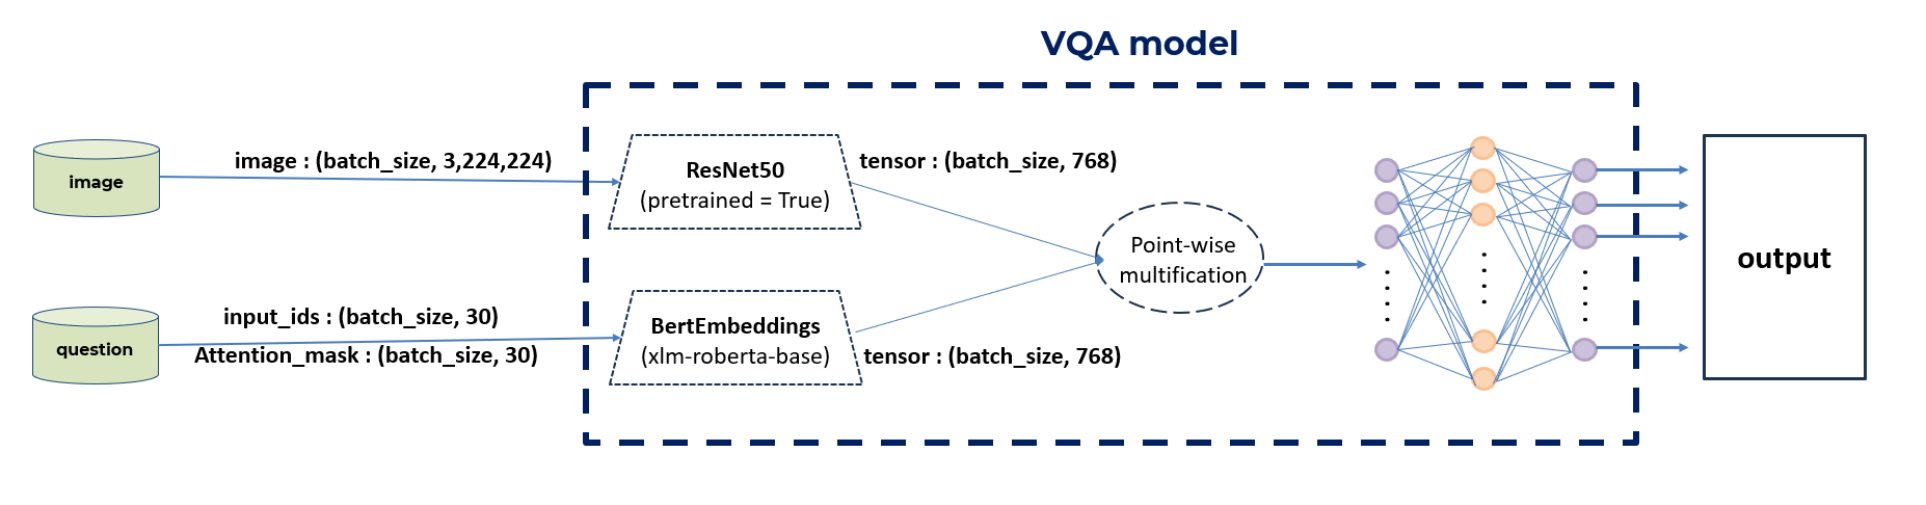 VQA model
image
image : (batch_size, 3,224,224)
ResNet50
(pretrained = True)
tensor : (batch_size, 768)
question
input_ids : (batch_size, 30)
Attention_mask : (batch_size, 30)
BertEmbeddings
(xlm-roberta-base)
tensor : (batch_size, 768)
Point-wise
multification
output